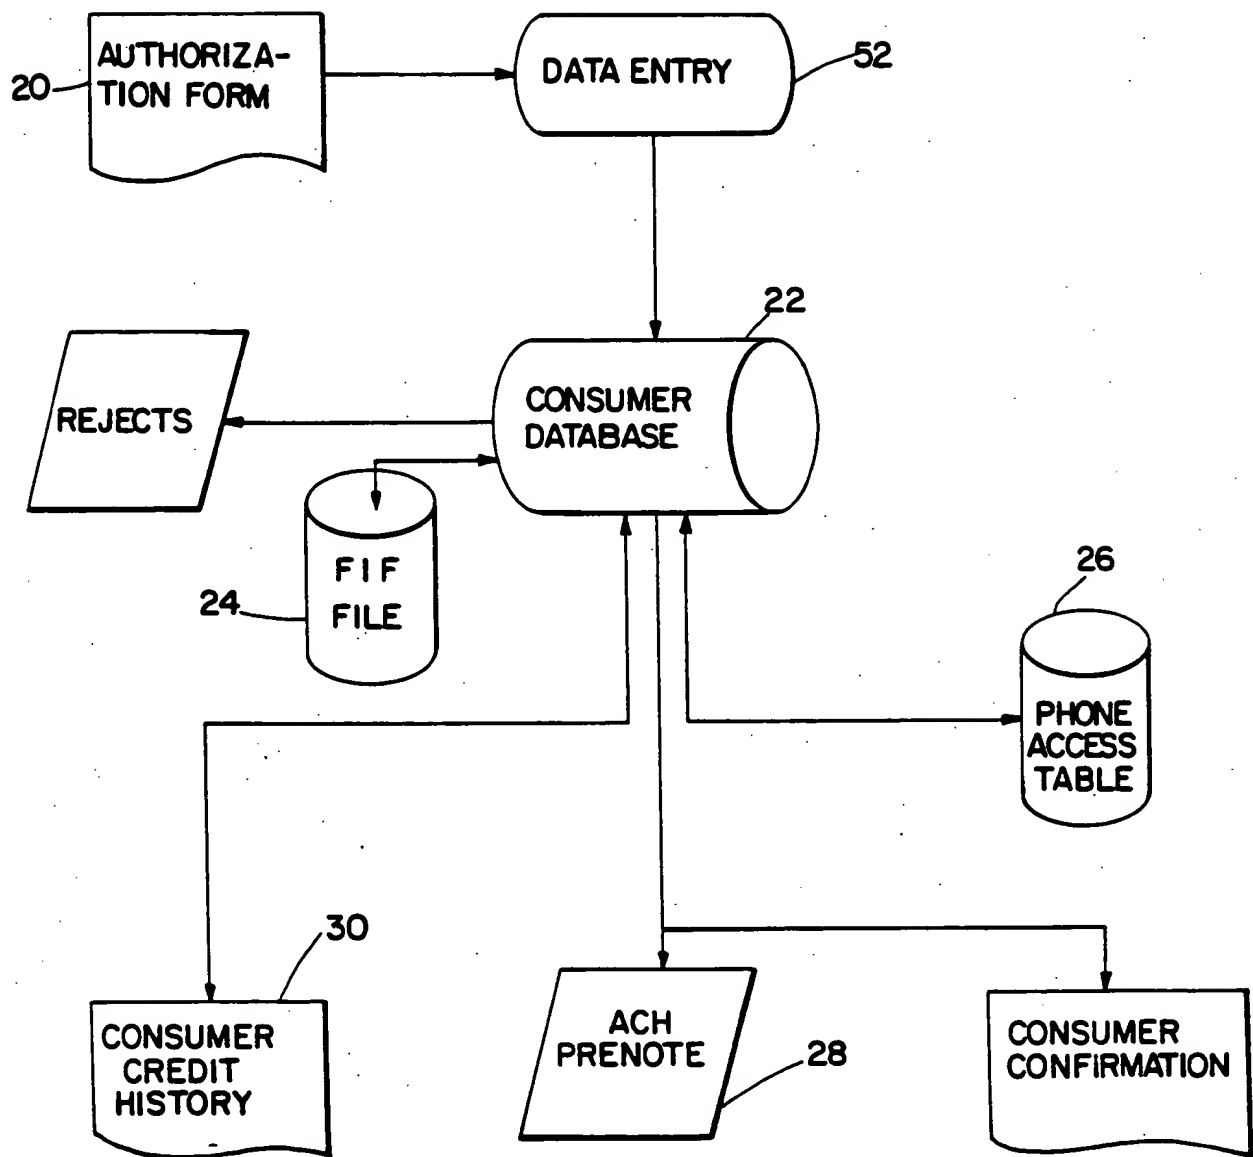 AUTHORIZA-
TION FORM
20
DATA ENTRY
52
22
CONSUMER
DATABASE
REJECTS
FIF
FILE
24
26
PHONE
ACCESS
TABLE
30
CONSUMER
CREDIT
HISTORY
ACH
PRENOTE
28
CONSUMER
CONFIRMATION